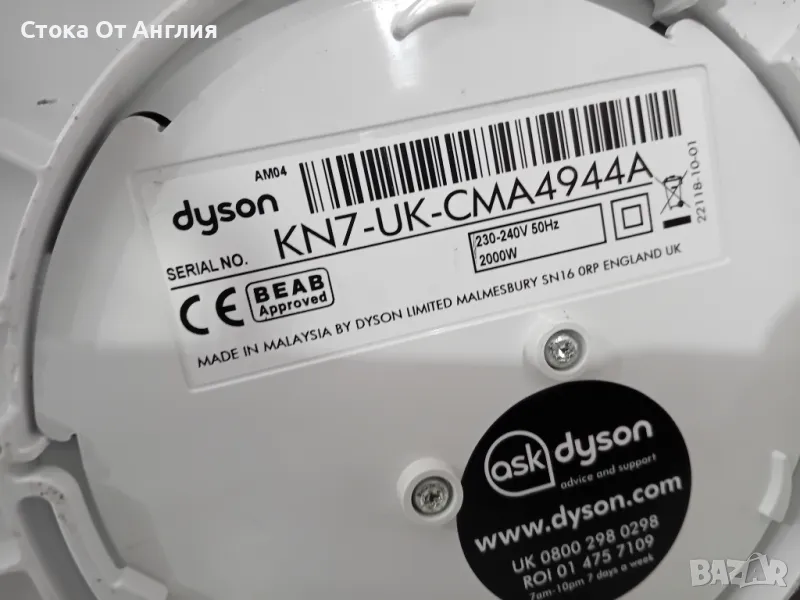 Стока От Англия
AM04
dyson
SERIAL NO. KN7-UK-CMA4944A
22118-10-01
230-240V 50Hz
2000W
CE BEAB
Approved
MADE IN MALAYSIA BY DYSON LIMITED MALMESBURY SN16 0RP ENGLAND UK
ask dyson
advice and support
www.dyson.com
UK 0800 298 0298
ROI 01 475 7109
7am-10pm 7 days a week
BAZAR